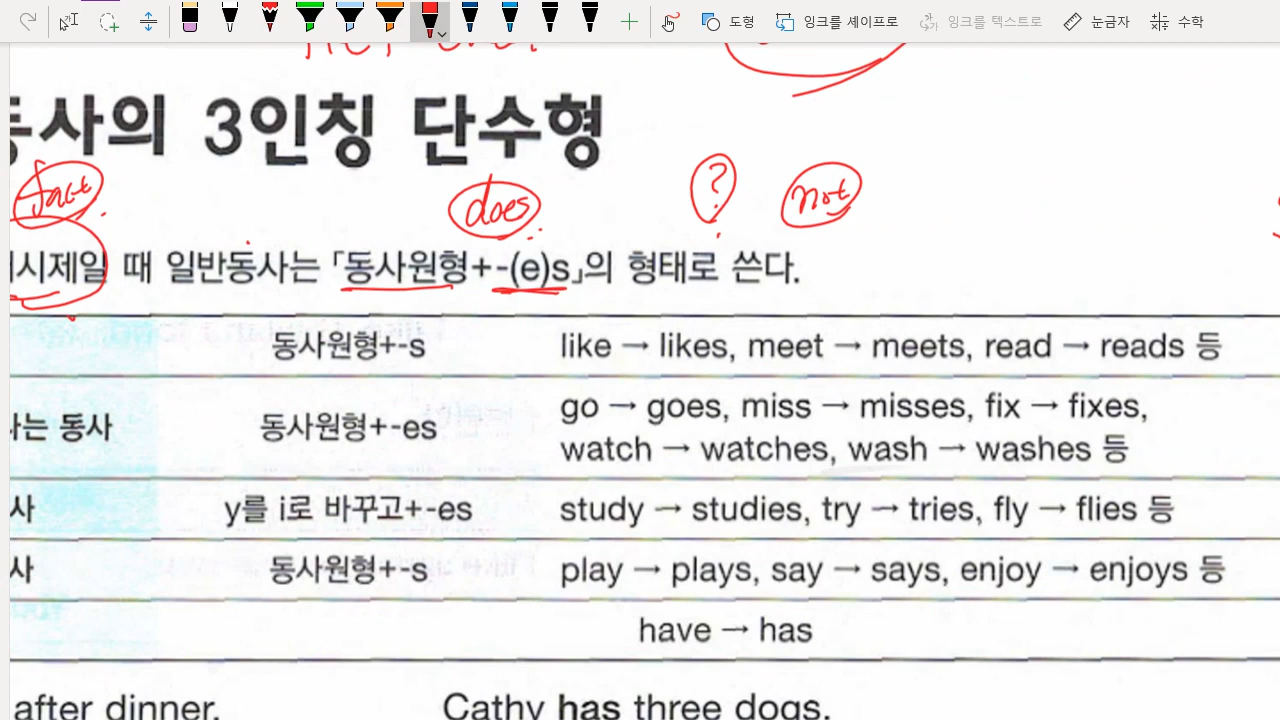 도형 잉크를 셰이프로 잉크를 텍스트로 눈금자 수학
동사의 3인칭 단수형
fact does ? not
시제일 때 일반동사는 「동사원형+-(e)s」의 형태로 쓴다.
동사원형+-s like → likes, meet → meets, read → reads 등
는 동사 동사원형+-es go → goes, miss → misses, fix → fixes,
watch → watches, wash → washes 등
사 y를 i로 바꾸고+-es study → studies, try → tries, fly → flies 등
사 동사원형+-s play → plays, say → says, enjoy → enjoys 등
have → has
after dinner. Cathy has three dogs.